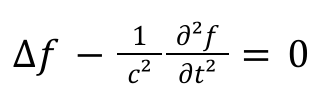 Δf − 1/c² ∂²f/∂t² = 0